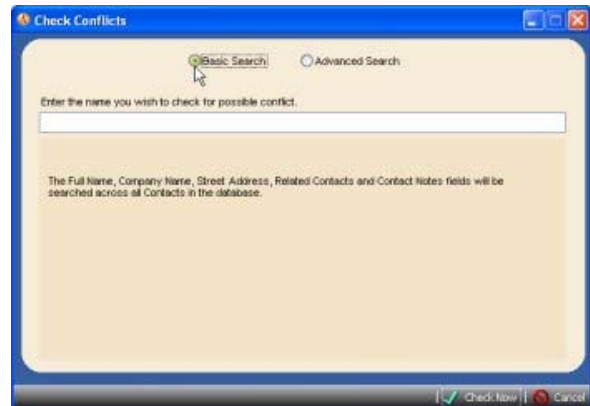 Check Conflicts
Basic Search Advanced Search
Enter the name you wish to check for possible conflict.
The Full Name, Company Name, Street Address, Related Contacts and Contact Notes fields will be
searched across all Contacts in the database.
Check Now Cancel